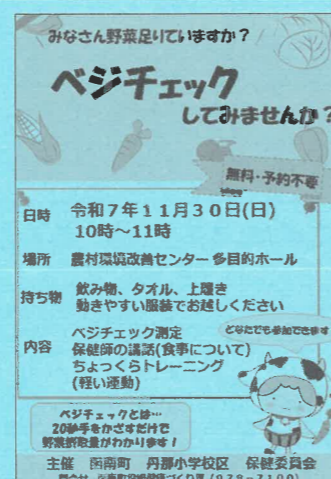 みなさん野菜足りていますか？
ベジチェック
してみませんか？
無料・予約不要
日時 令和７年１１月３０日(日)
10時～11時
場所 農村環境改善センター 多目的ホール
持ち物 飲み物、タオル、上履き
動きやすい服装でお越しください
どなたでも参加できます
内容 ベジチェック測定
保健師の講話(食事について)
ちょっくらトレーニング
(軽い運動)
ベジチェックとは…
20秒手をかざすだけで
野菜摂取量がわかります！
主催 函南町 丹那小学校区 保健委員会